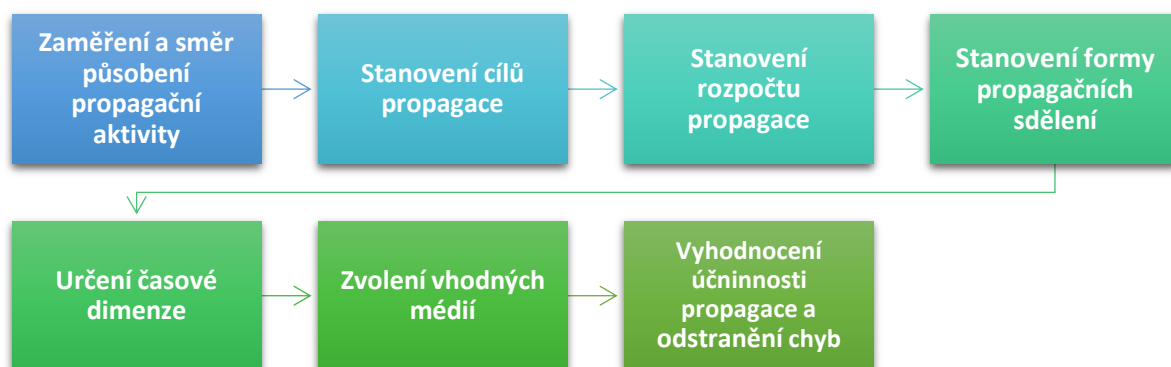 Zaměření a směr
působení
propagační
aktivity
Stanovení cílů
propagace
Stanovení
rozpočtu
propagace
Stanovení formy
propagačních
sdělení
Určení časové
dimenze
Zvolení vhodných
médií
Vyhodnocení
účninnosti
propagace a
odstranění chyb